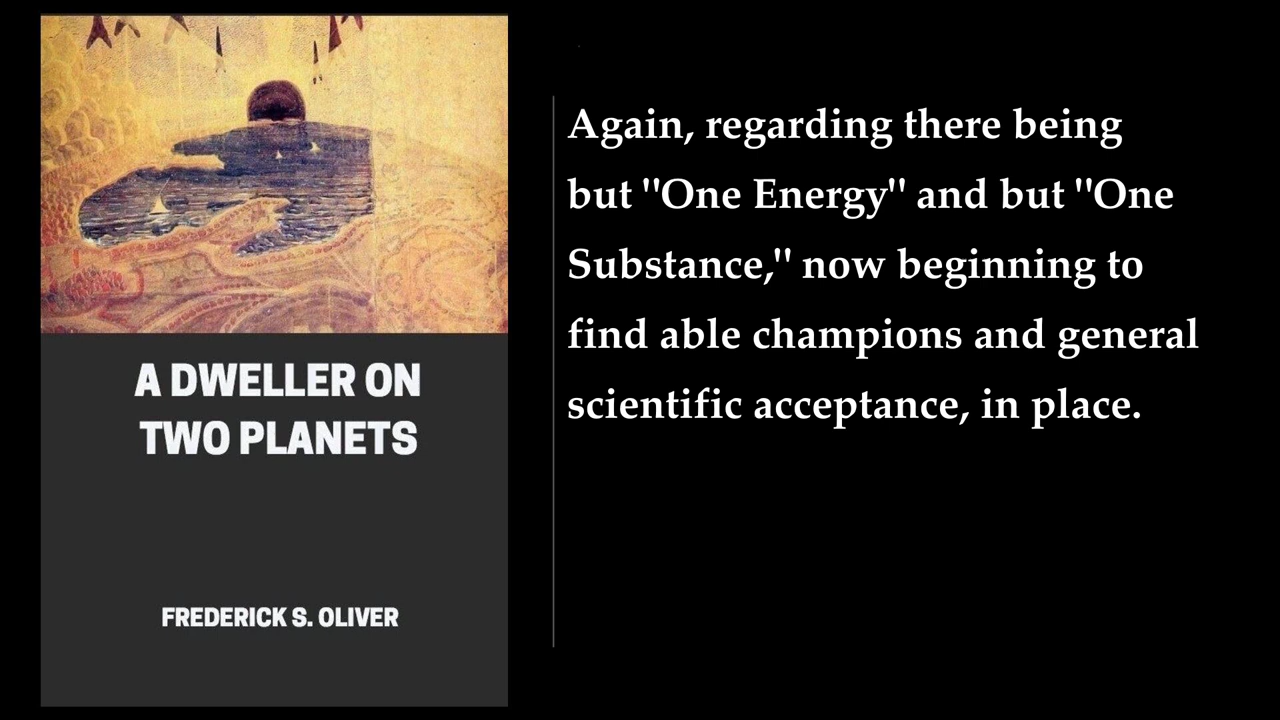 A DWELLER ON
TWO PLANETS
FREDERICK S. OLIVER
Again, regarding there being
but "One Energy" and but "One
Substance," now beginning to
find able champions and general
scientific acceptance, in place.